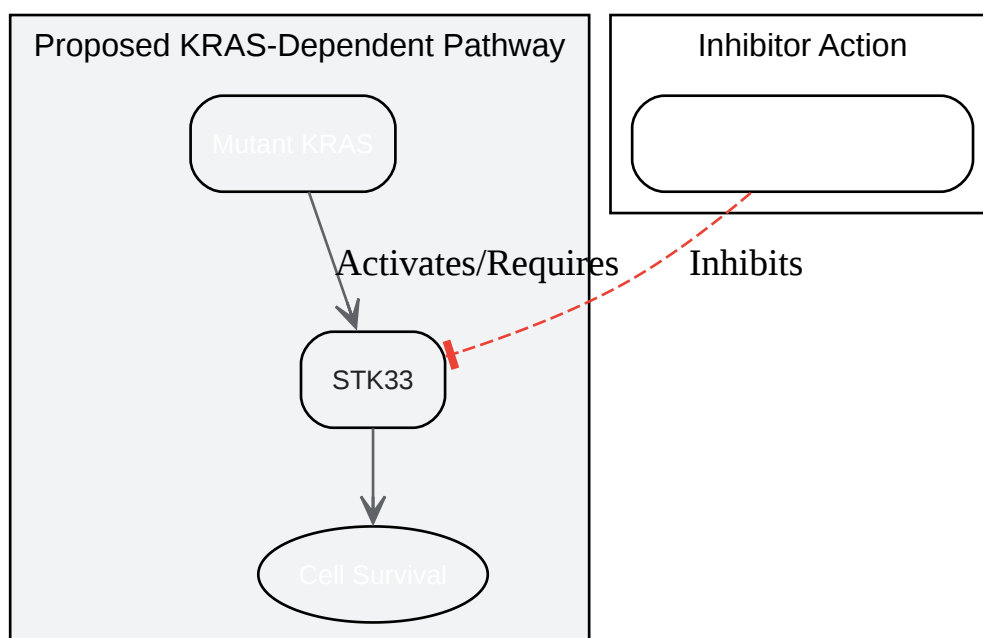 Proposed KRAS-Dependent Pathway
Inhibitor Action
Mutant KRAS
Activates/Requires
Inhibits
STK33
Cell Survival